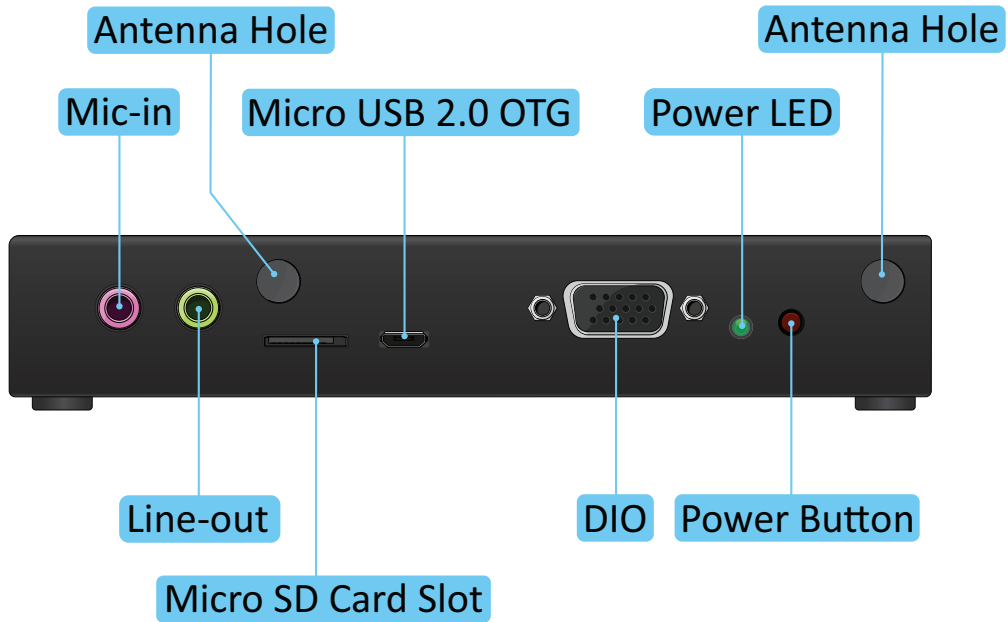 Antenna Hole
Antenna Hole
Mic-in
Micro USB 2.0 OTG
Power LED
Line-out
DIO
Power Button
Micro SD Card Slot